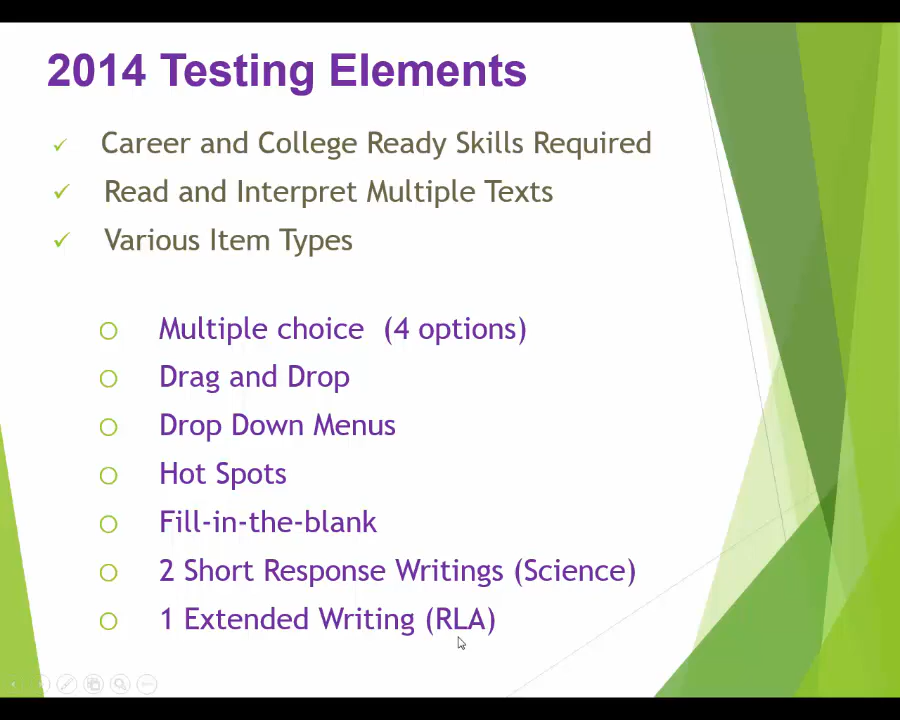 2014 Testing Elements
Career and College Ready Skills Required
Read and Interpret Multiple Texts
Various Item Types
Multiple choice (4 options)
Drag and Drop
Drop Down Menus
Hot Spots
Fill-in-the-blank
2 Short Response Writings (Science)
1 Extended Writing (RLA)